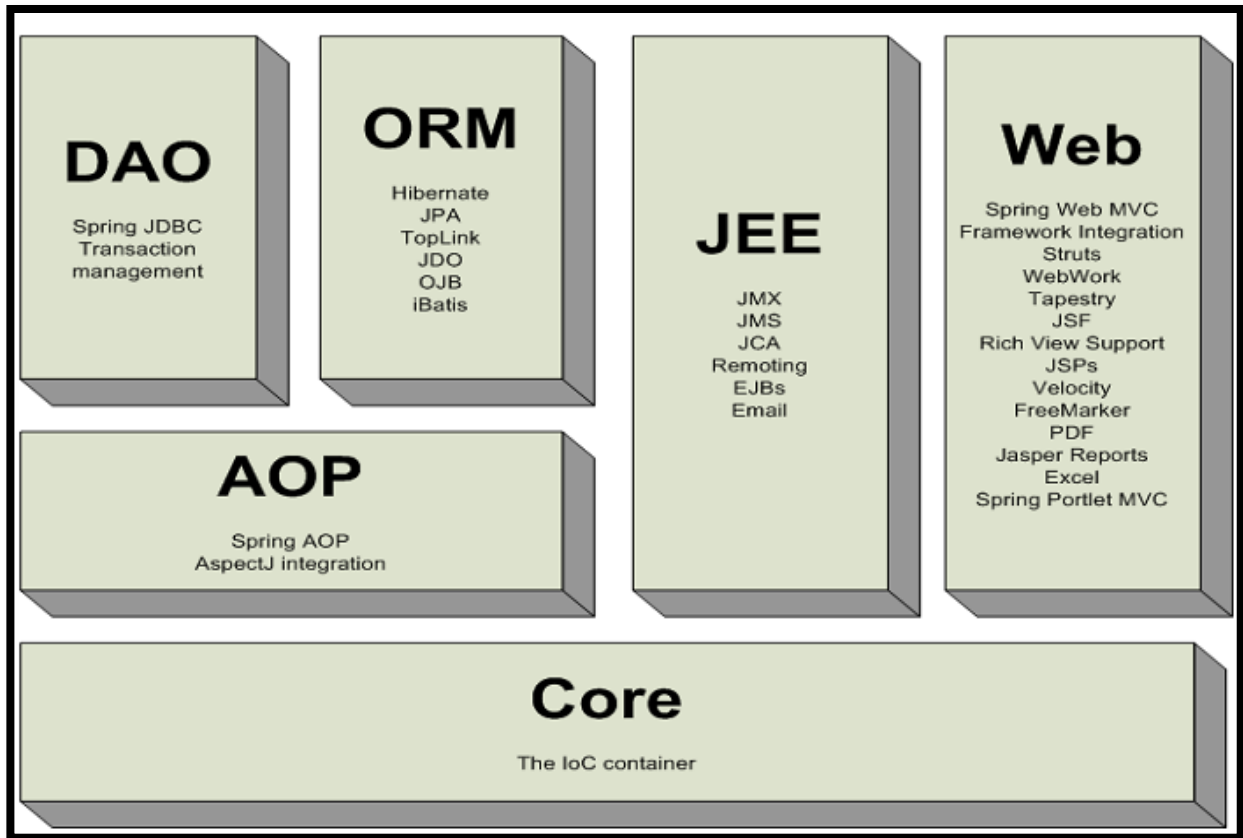 DAO
Spring JDBC
Transaction
management
ORM
Hibernate
JPA
TopLink
JDO
OJB
iBatis
JEE
JMX
JMS
JCA
Remoting
EJBs
Email
Web
Spring Web MVC
Framework Integration
Struts
WebWork
Tapestry
JSF
Rich View Support
JSPs
Velocity
FreeMarker
PDF
Jasper Reports
Excel
Spring Portlet MVC
AOP
Spring AOP
AspectJ integration
Core
The IoC container